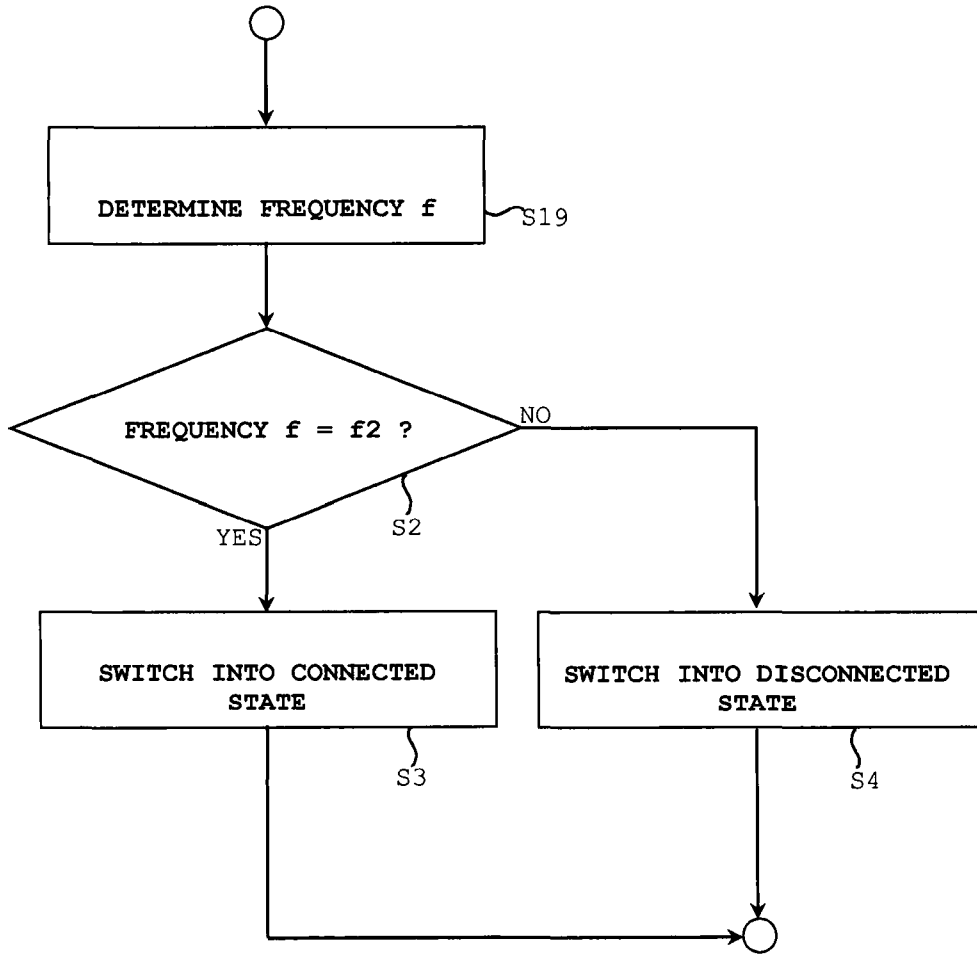 DETERMINE FREQUENCY f
S19
FREQUENCY f = f2 ?
NO
S2
YES
SWITCH INTO CONNECTED
STATE
S3
SWITCH INTO DISCONNECTED
STATE
S4